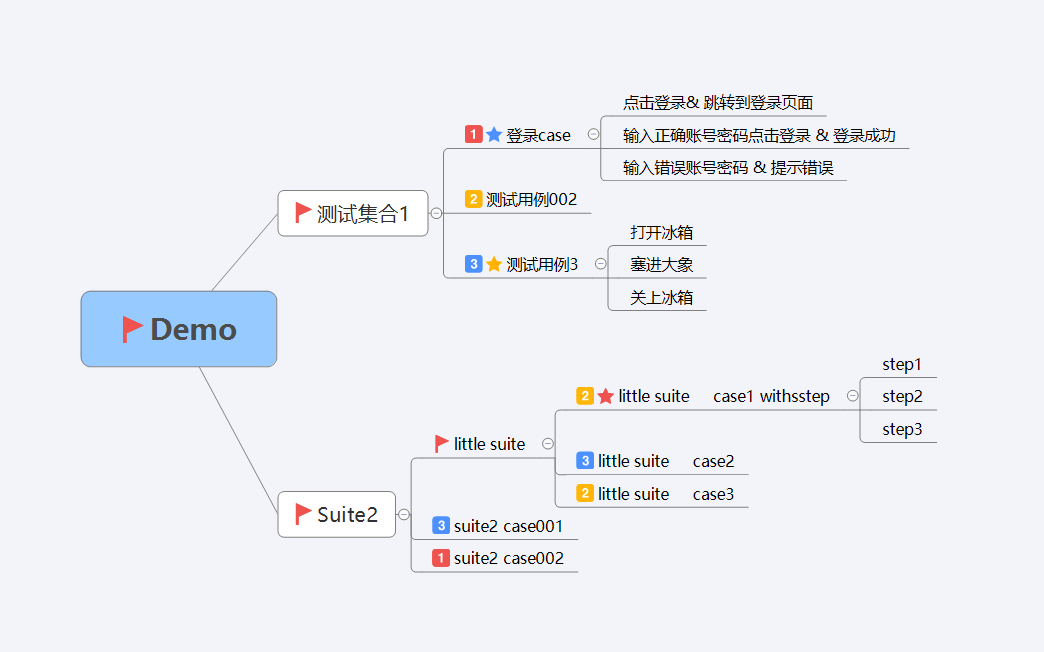 Demo
测试集合1
1 登录case
点击登录& 跳转到登录页面
输入正确账号密码点击登录 & 登录成功
输入错误账号密码 & 提示错误
2 测试用例002
3 测试用例3
打开冰箱
塞进大象
关上冰箱
Suite2
little suite
2 little suite case1 withsstep
step1
step2
step3
3 little suite case2
2 little suite case3
3 suite2 case001
1 suite2 case002